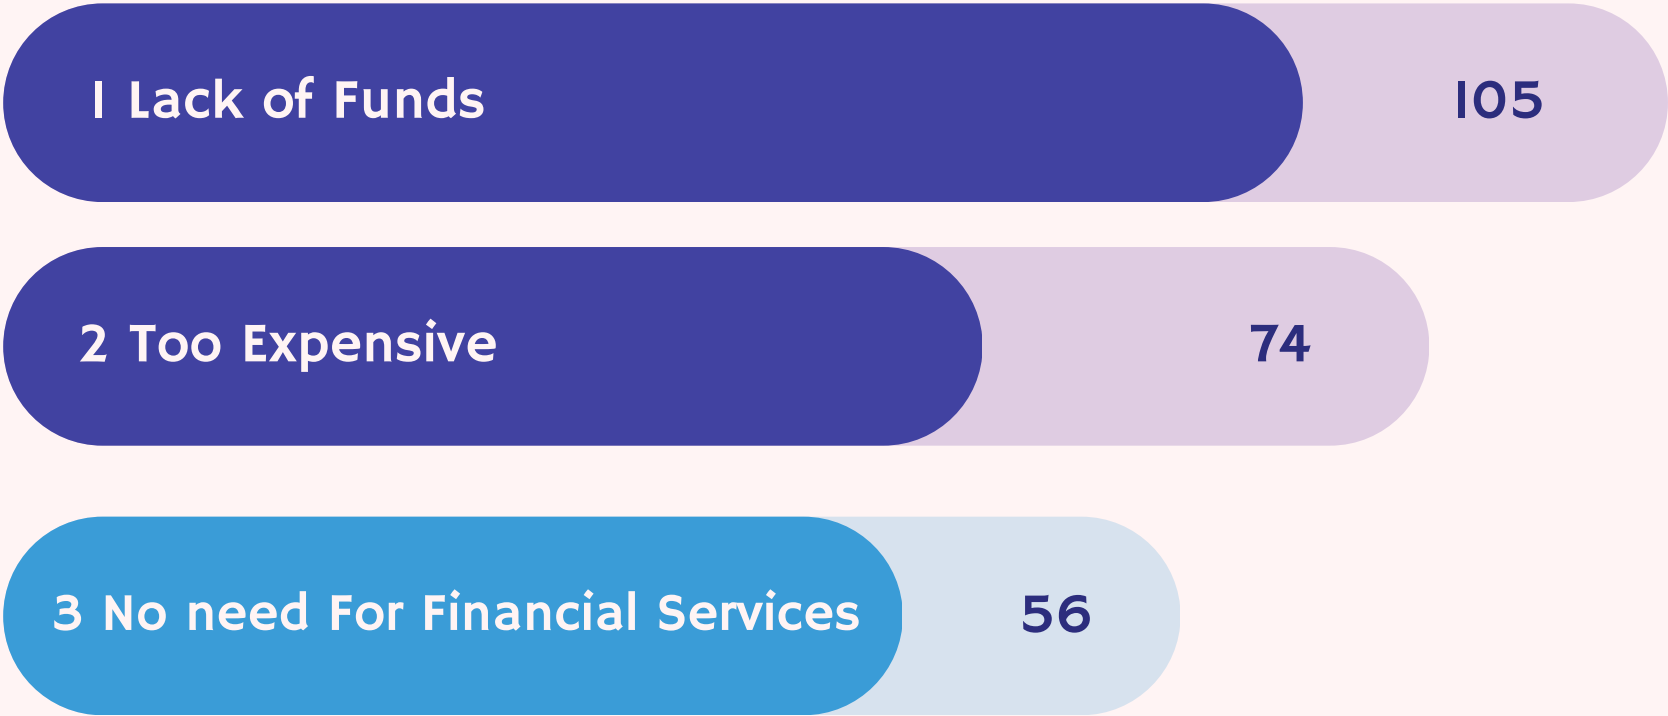 1 Lack of Funds 105
2 Too Expensive 74
3 No need For Financial Services 56